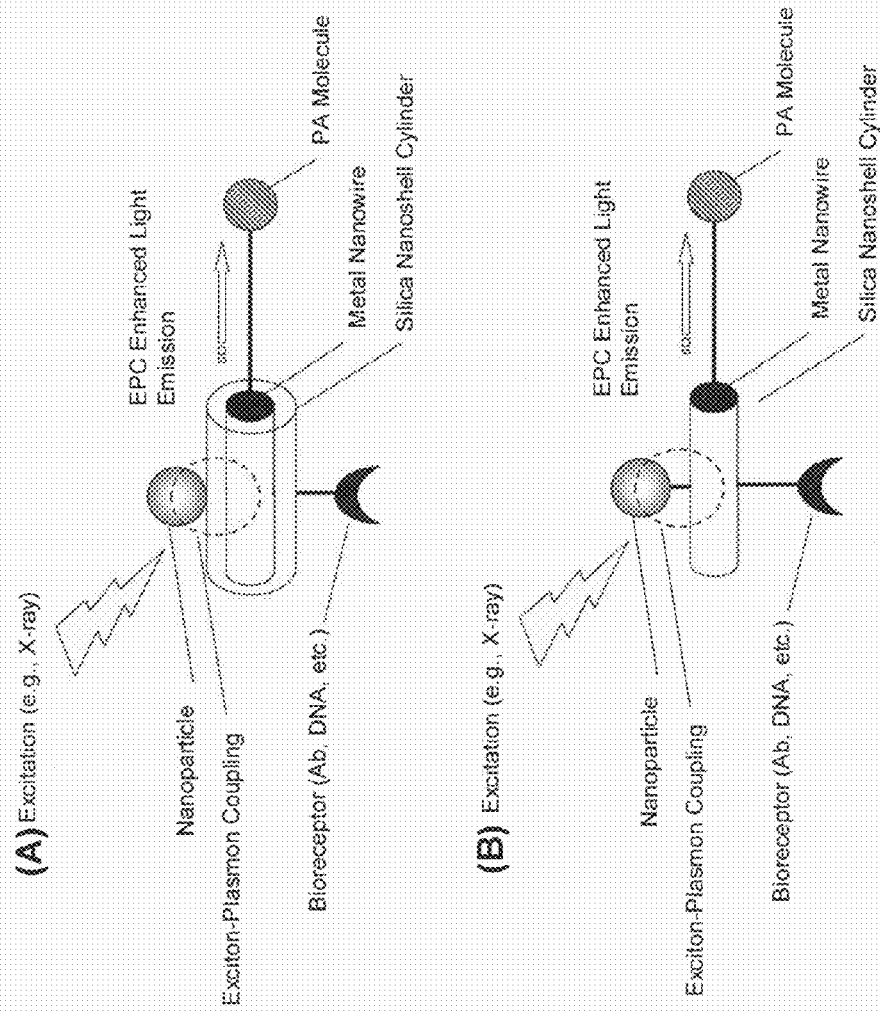 (A) Excitation (e.g., X-ray)
Nanoparticle
Exciton-Plasmon Coupling
Bioreceptor (Ab, DNA, etc.)
EPC Enhanced Light
Emission
PA Molecule
Metal Nanowire
Silica Nanoshell Cylinder
(B) Excitation (e.g., X-ray)
Nanoparticle
Exciton-Plasmon Coupling
Bioreceptor (Ab, DNA, etc.)
EPC Enhanced Light
Emission
PA Molecule
Metal Nanowire
Silica Nanoshell Cylinder